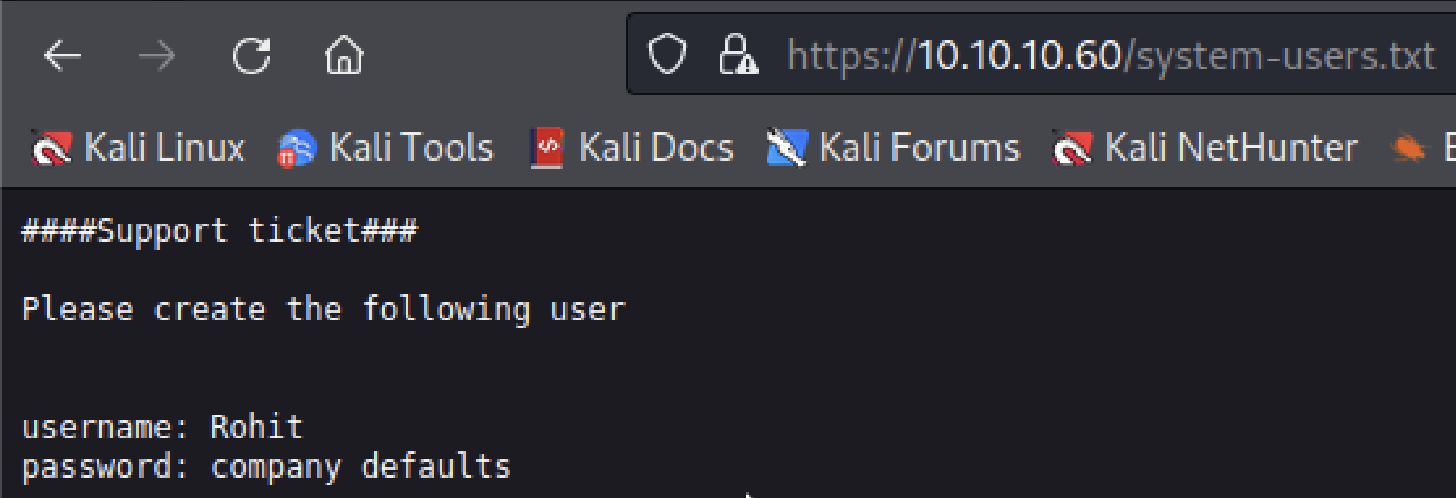 https://10.10.10.60/system-users.txt
Kali Linux Kali Tools Kali Docs Kali Forums Kali NetHunter E
####Support ticket###
Please create the following user
username: Rohit
password: company defaults